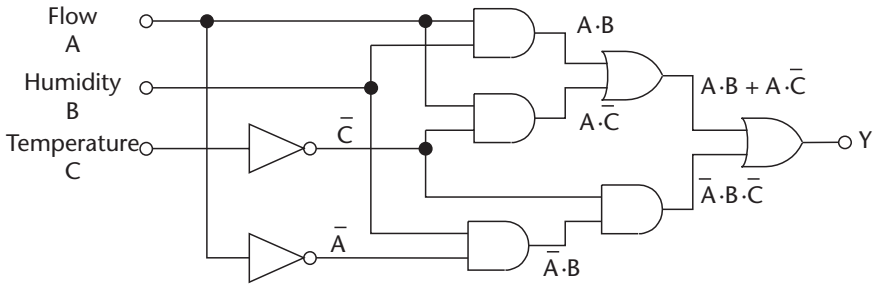 Flow
A
Humidity
B
Temperature
C
C̅
A̅
A·B
A·C̅
A̅·B
A·B + A·C̅
A̅·B·C̅
Y